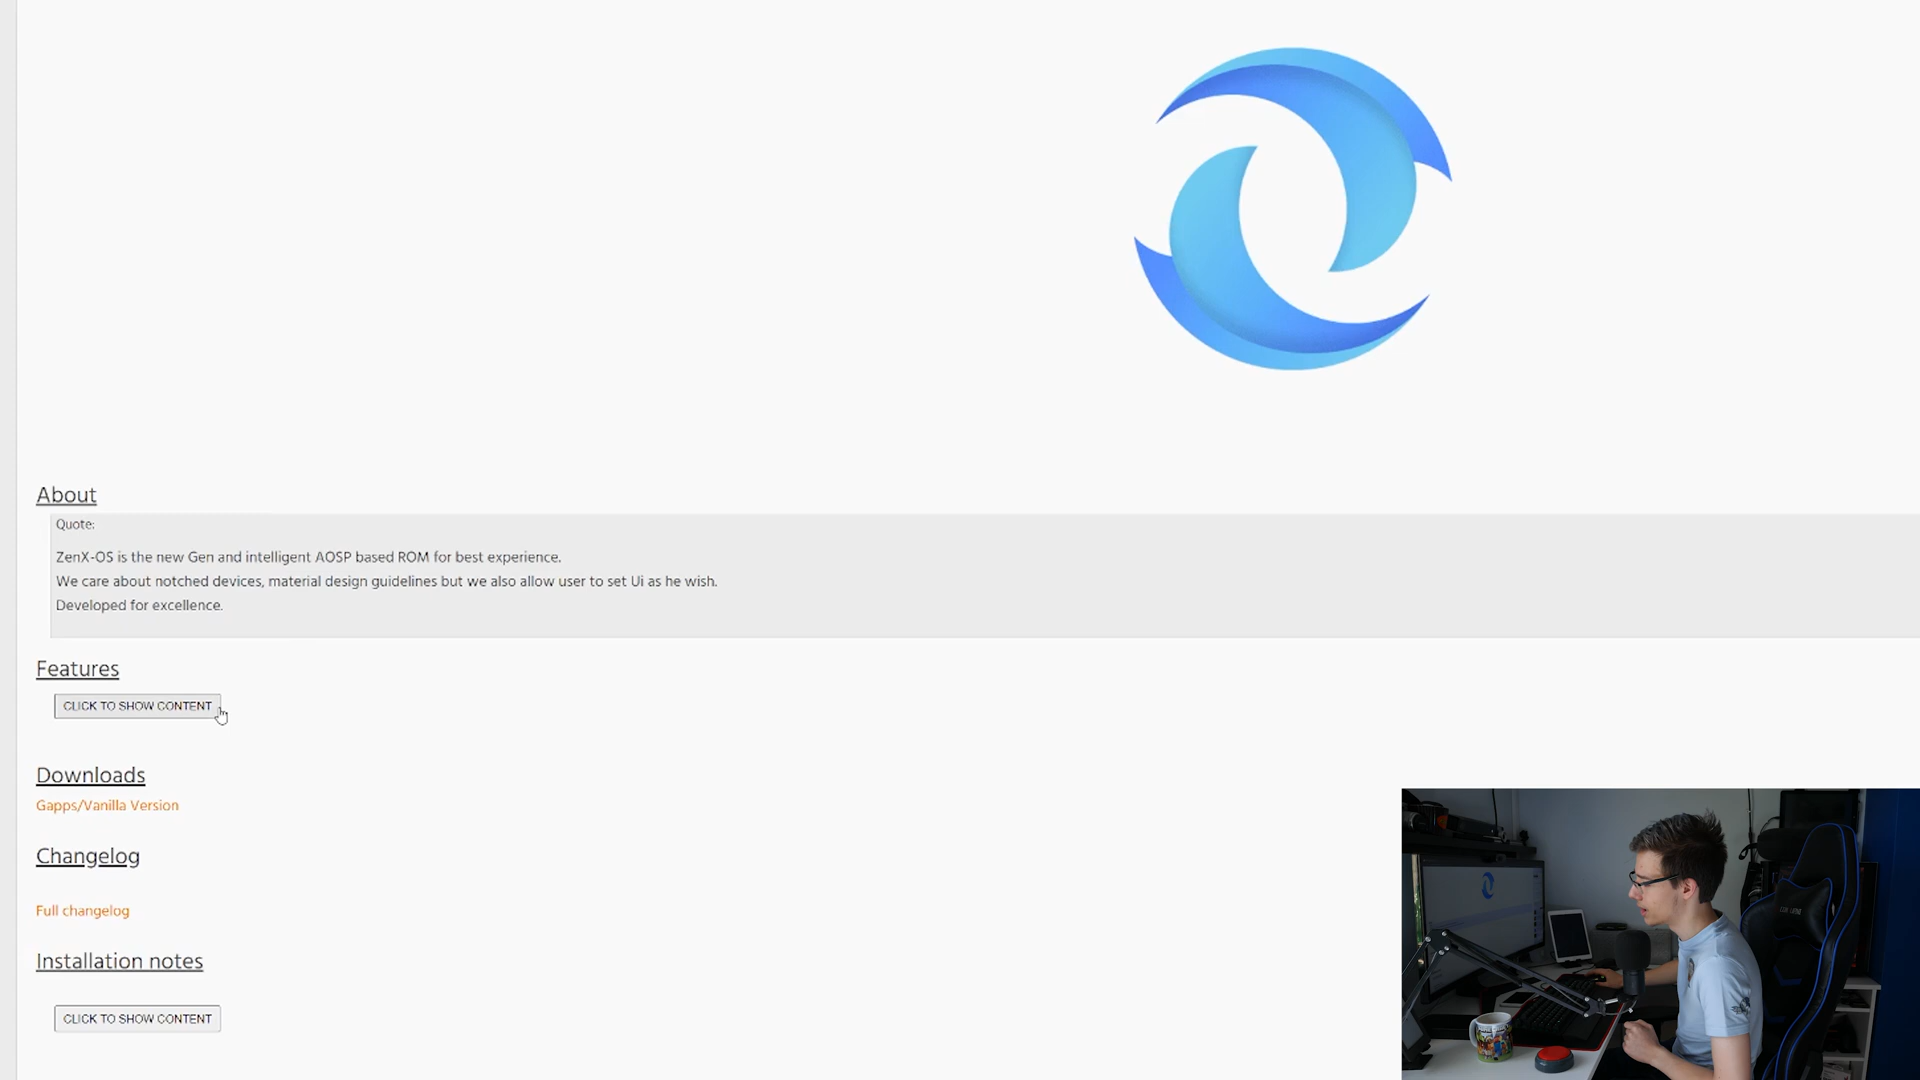 About
Quote:
ZenX-OS is the new Gen and intelligent AOSP based ROM for best experience.
We care about notched devices, material design guidelines but we also allow user to set Ui as he wish.
Developed for excellence.
Features
CLICK TO SHOW CONTENT
Downloads
Gapps/Vanilla Version
Changelog
Full changelog
Installation notes
CLICK TO SHOW CONTENT